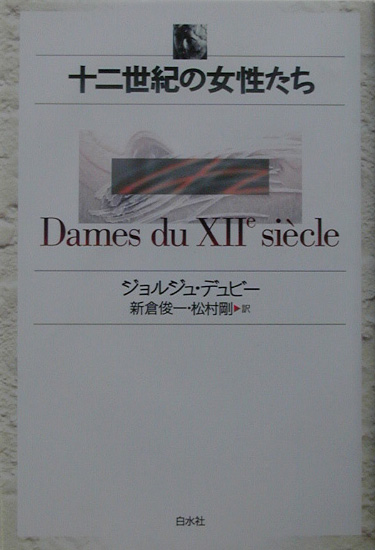 十二世紀の女性たち
Dames du XIIe siècle
ジョルジュ・デュビー
新倉俊一・松村剛▶訳
白水社